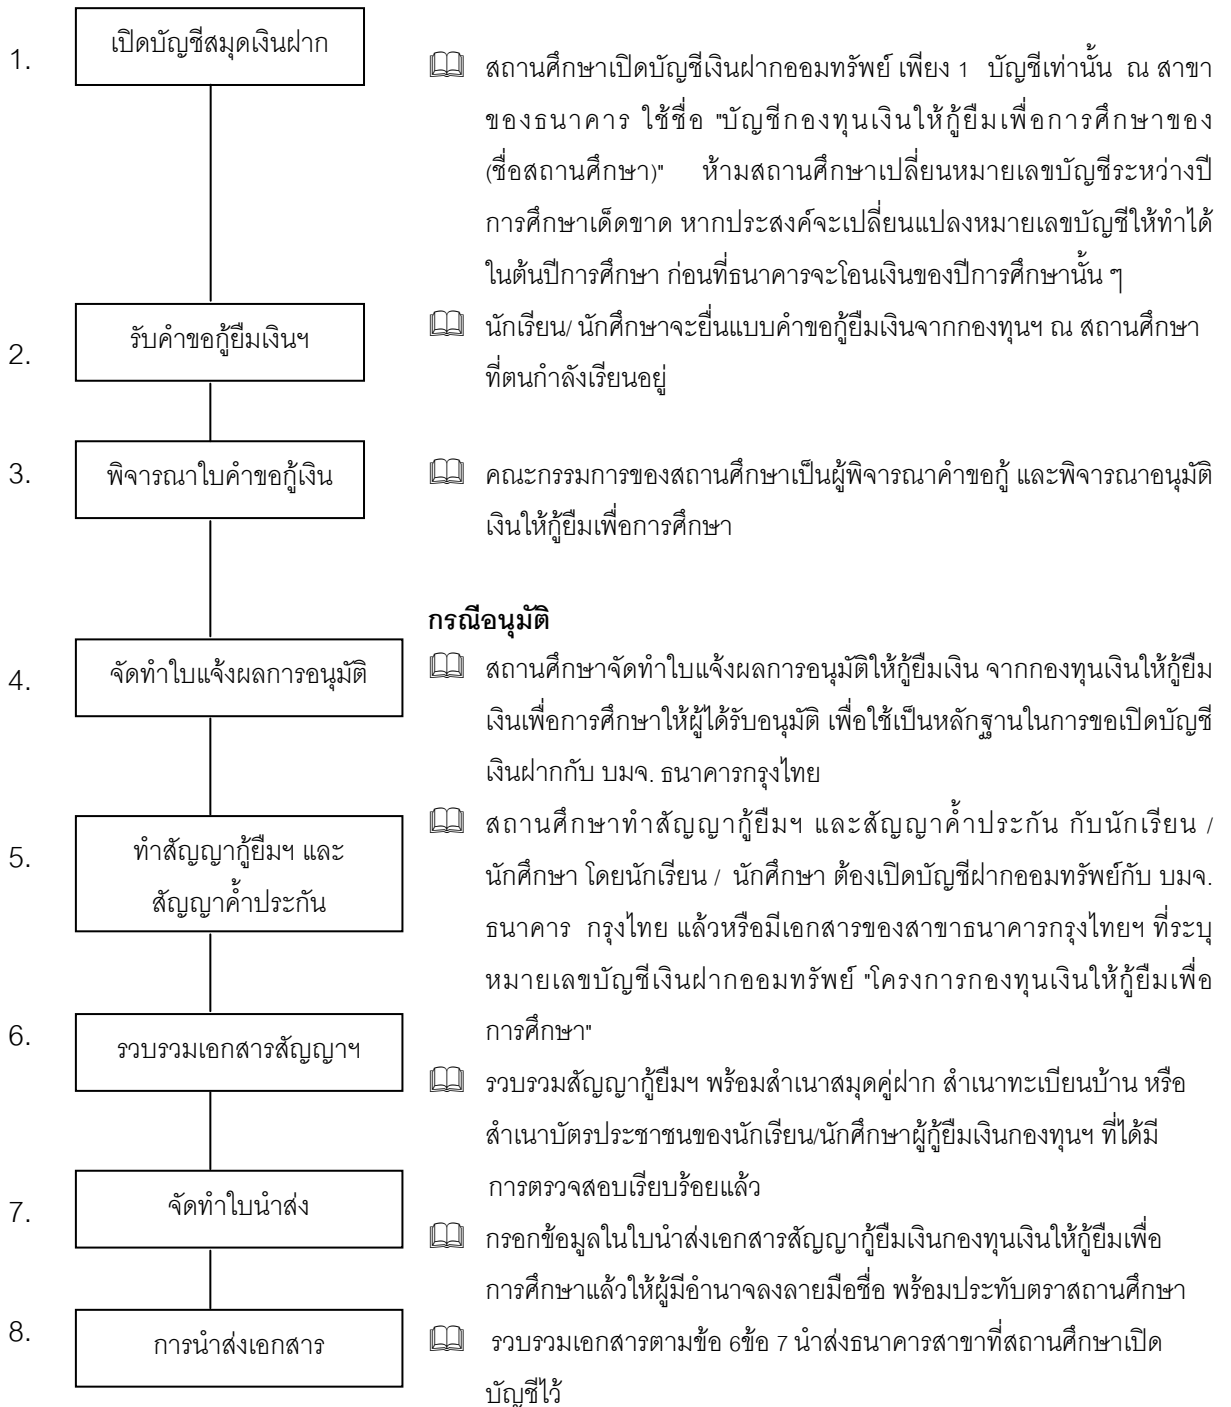 1.
เปิดบัญชีสมุดเงินฝาก
สถานศึกษาเปิดบัญชีเงินฝากออมทรัพย์ เพียง 1 บัญชีเท่านั้น ณ สาขา
ของธนาคาร ใช้ชื่อ "บัญชีกองทุนเงินให้กู้ยืมเพื่อการศึกษาของ
(ชื่อสถานศึกษา)" ห้ามสถานศึกษาเปลี่ยนหมายเลขบัญชีระหว่างปี
การศึกษาเด็ดขาด หากประสงค์จะเปลี่ยนแปลงหมายเลขบัญชีให้ทำได้
ในต้นปีการศึกษา ก่อนที่ธนาคารจะโอนเงินของปีการศึกษานั้น ๆ
2.
รับคำขอกู้ยืมเงินฯ
นักเรียน/ นักศึกษาจะยื่นแบบคำขอกู้ยืมเงินจากกองทุนฯ ณ สถานศึกษา
ที่ตนกำลังเรียนอยู่
3.
พิจารณาใบคำขอกู้เงิน
คณะกรรมการของสถานศึกษาเป็นผู้พิจารณาคำขอกู้ และพิจารณาอนุมัติ
เงินให้กู้ยืมเพื่อการศึกษา
กรณีอนุมัติ
4.
จัดทำใบแจ้งผลการอนุมัติ
สถานศึกษาจัดทำใบแจ้งผลการอนุมัติให้กู้ยืมเงิน จากกองทุนเงินให้กู้ยืม
เงินเพื่อการศึกษาให้ผู้ได้รับอนุมัติ เพื่อใช้เป็นหลักฐานในการขอเปิดบัญชี
เงินฝากกับ บมจ. ธนาคารกรุงไทย
5.
ทำสัญญากู้ยืมฯ และ
สัญญาค้ำประกัน
สถานศึกษาทำสัญญากู้ยืมฯ และสัญญาค้ำประกัน กับนักเรียน /
นักศึกษา โดยนักเรียน / นักศึกษา ต้องเปิดบัญชีฝากออมทรัพย์กับ บมจ.
ธนาคาร กรุงไทย แล้วหรือมีเอกสารของสาขาธนาคารกรุงไทยฯ ที่ระบุ
หมายเลขบัญชีเงินฝากออมทรัพย์ "โครงการกองทุนเงินให้กู้ยืมเพื่อ
การศึกษา"
6.
รวบรวมเอกสารสัญญาฯ
รวบรวมสัญญากู้ยืมฯ พร้อมสำเนาสมุดคู่ฝาก สำเนาทะเบียนบ้าน หรือ
สำเนาบัตรประชาชนของนักเรียน/นักศึกษาผู้กู้ยืมเงินกองทุนฯ ที่ได้มี
การตรวจสอบเรียบร้อยแล้ว
7.
จัดทำใบนำส่ง
กรอกข้อมูลในใบนำส่งเอกสารสัญญากู้ยืมเงินกองทุนเงินให้กู้ยืมเพื่อ
การศึกษาแล้วให้ผู้มีอำนาจลงลายมือชื่อ พร้อมประทับตราสถานศึกษา
8.
การนำส่งเอกสาร
รวบรวมเอกสารตามข้อ 6ข้อ 7 นำส่งธนาคารสาขาที่สถานศึกษาเปิด
บัญชีไว้